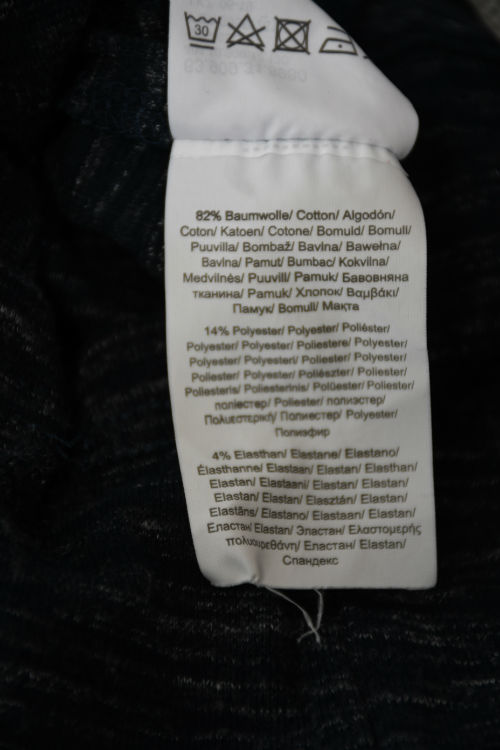 30
82% Baumwolle/ Cotton/ Algodón/
Coton/ Katoen/ Cotone/ Bomuld/ Bomull/
Puuvilla/ Bombaž/ Bavlna/ Bawełna/
Bavlna/ Pamut/ Bumbac/ Kokvilna/
Medvilnės/ Puuvill/ Pamuk/ Бавовняна
тканина/ Pamuk/ Хлопок/ Βαμβάκι/
Памук/ Bomull/ Мақта
14% Polyester/ Polyester/ Poliéster/
Polyester/ Polyester/ Poliestere/ Polyester/
Polyester/ Polyesteri/ Poliester/ Polyester/
Poliester/ Polyester/ Poliészter/ Poliester/
Poliesteris/ Poliesterinis/ Polüester/ Poliester/
поліестер/ Poliester/ полиэстер/
Πολυεστερική/ Полиестер/ Polyester/
Полиэфир
4% Elasthan/ Elastane/ Elastano/
Élasthanne/ Elastaan/ Elastan/ Elasthan/
Elastan/ Elastaani/ Elastan/ Elastan/
Elastan/ Elastan/ Elasztán/ Elastan/
Elastāns/ Elastano/ Elastaan/ Elastan/
Еластан/ Elastan/ Эластан/ Ελαστομερής
πολυουρεθάνη/ Еластан/ Elastan/
Спандекс